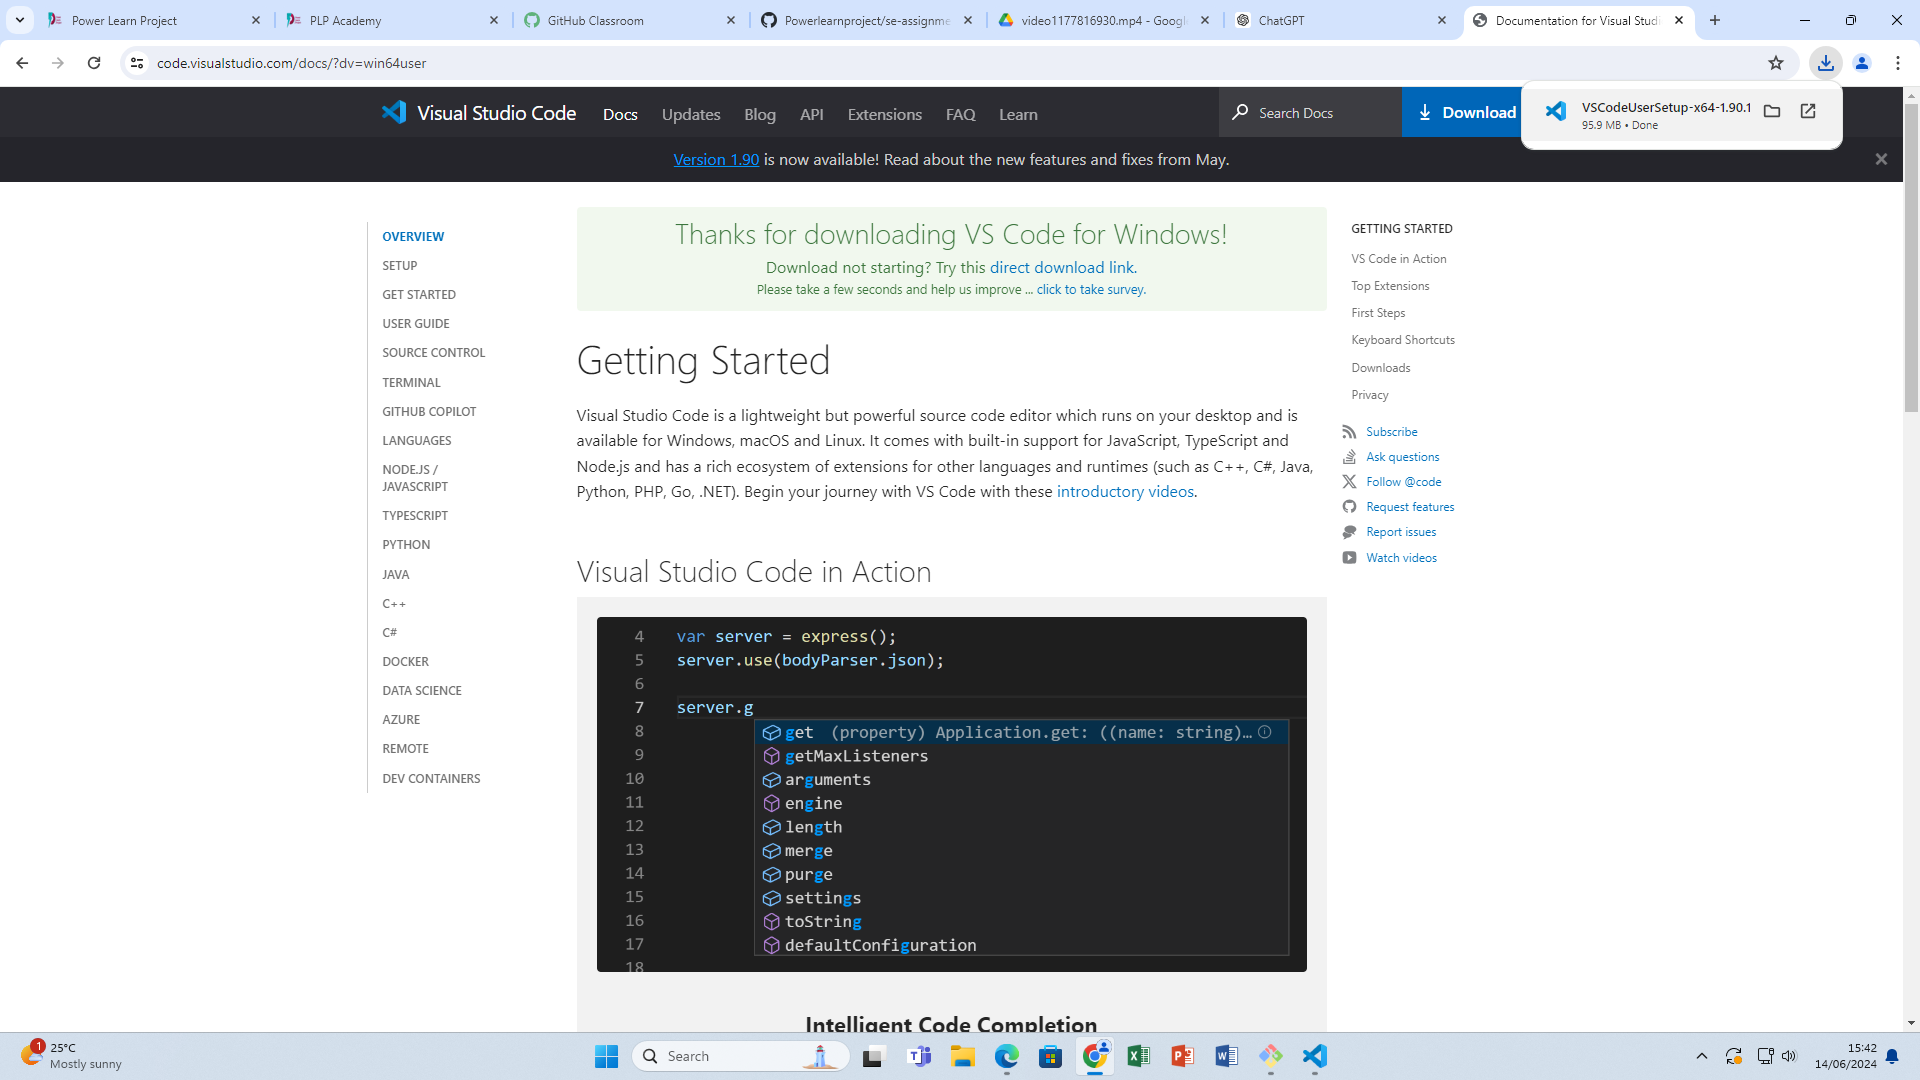 Power Learn Project
PLP Academy
GitHub Classroom
Powerlearnproject/se-assignme
video1177816930.mp4 - Googl
ChatGPT
Documentation for Visual Studi
code.visualstudio.com/docs/?dv=win64user
VSCodeUserSetup-x64-1.90.1
95.9 MB • Done
Visual Studio Code
Docs
Updates
Blog
API
Extensions
FAQ
Learn
Search Docs
Download
Version 1.90 is now available! Read about the new features and fixes from May.
OVERVIEW
SETUP
GET STARTED
USER GUIDE
SOURCE CONTROL
TERMINAL
GITHUB COPILOT
LANGUAGES
NODE.JS /
JAVASCRIPT
TYPESCRIPT
PYTHON
JAVA
C++
C#
DOCKER
DATA SCIENCE
AZURE
REMOTE
DEV CONTAINERS
Thanks for downloading VS Code for Windows!
Download not starting? Try this direct download link.
Please take a few seconds and help us improve ... click to take survey.
Getting Started
Visual Studio Code is a lightweight but powerful source code editor which runs on your desktop and is
available for Windows, macOS and Linux. It comes with built-in support for JavaScript, TypeScript and
Node.js and has a rich ecosystem of extensions for other languages and runtimes (such as C++, C#, Java,
Python, PHP, Go, .NET). Begin your journey with VS Code with these introductory videos.
Visual Studio Code in Action
4 var server = express();
5 server.use(bodyParser.json);
6
7 server.g
8 get (property) Application.get: ((name: string)…
9 getMaxListeners
10 arguments
11 engine
12 length
13 merge
14 purge
15 settings
16 toString
17 defaultConfiguration
18
Intelligent Code Completion
GETTING STARTED
VS Code in Action
Top Extensions
First Steps
Keyboard Shortcuts
Downloads
Privacy
Subscribe
Ask questions
Follow @code
Request features
Report issues
Watch videos
1
25°C
Mostly sunny
Search
15:42
14/06/2024